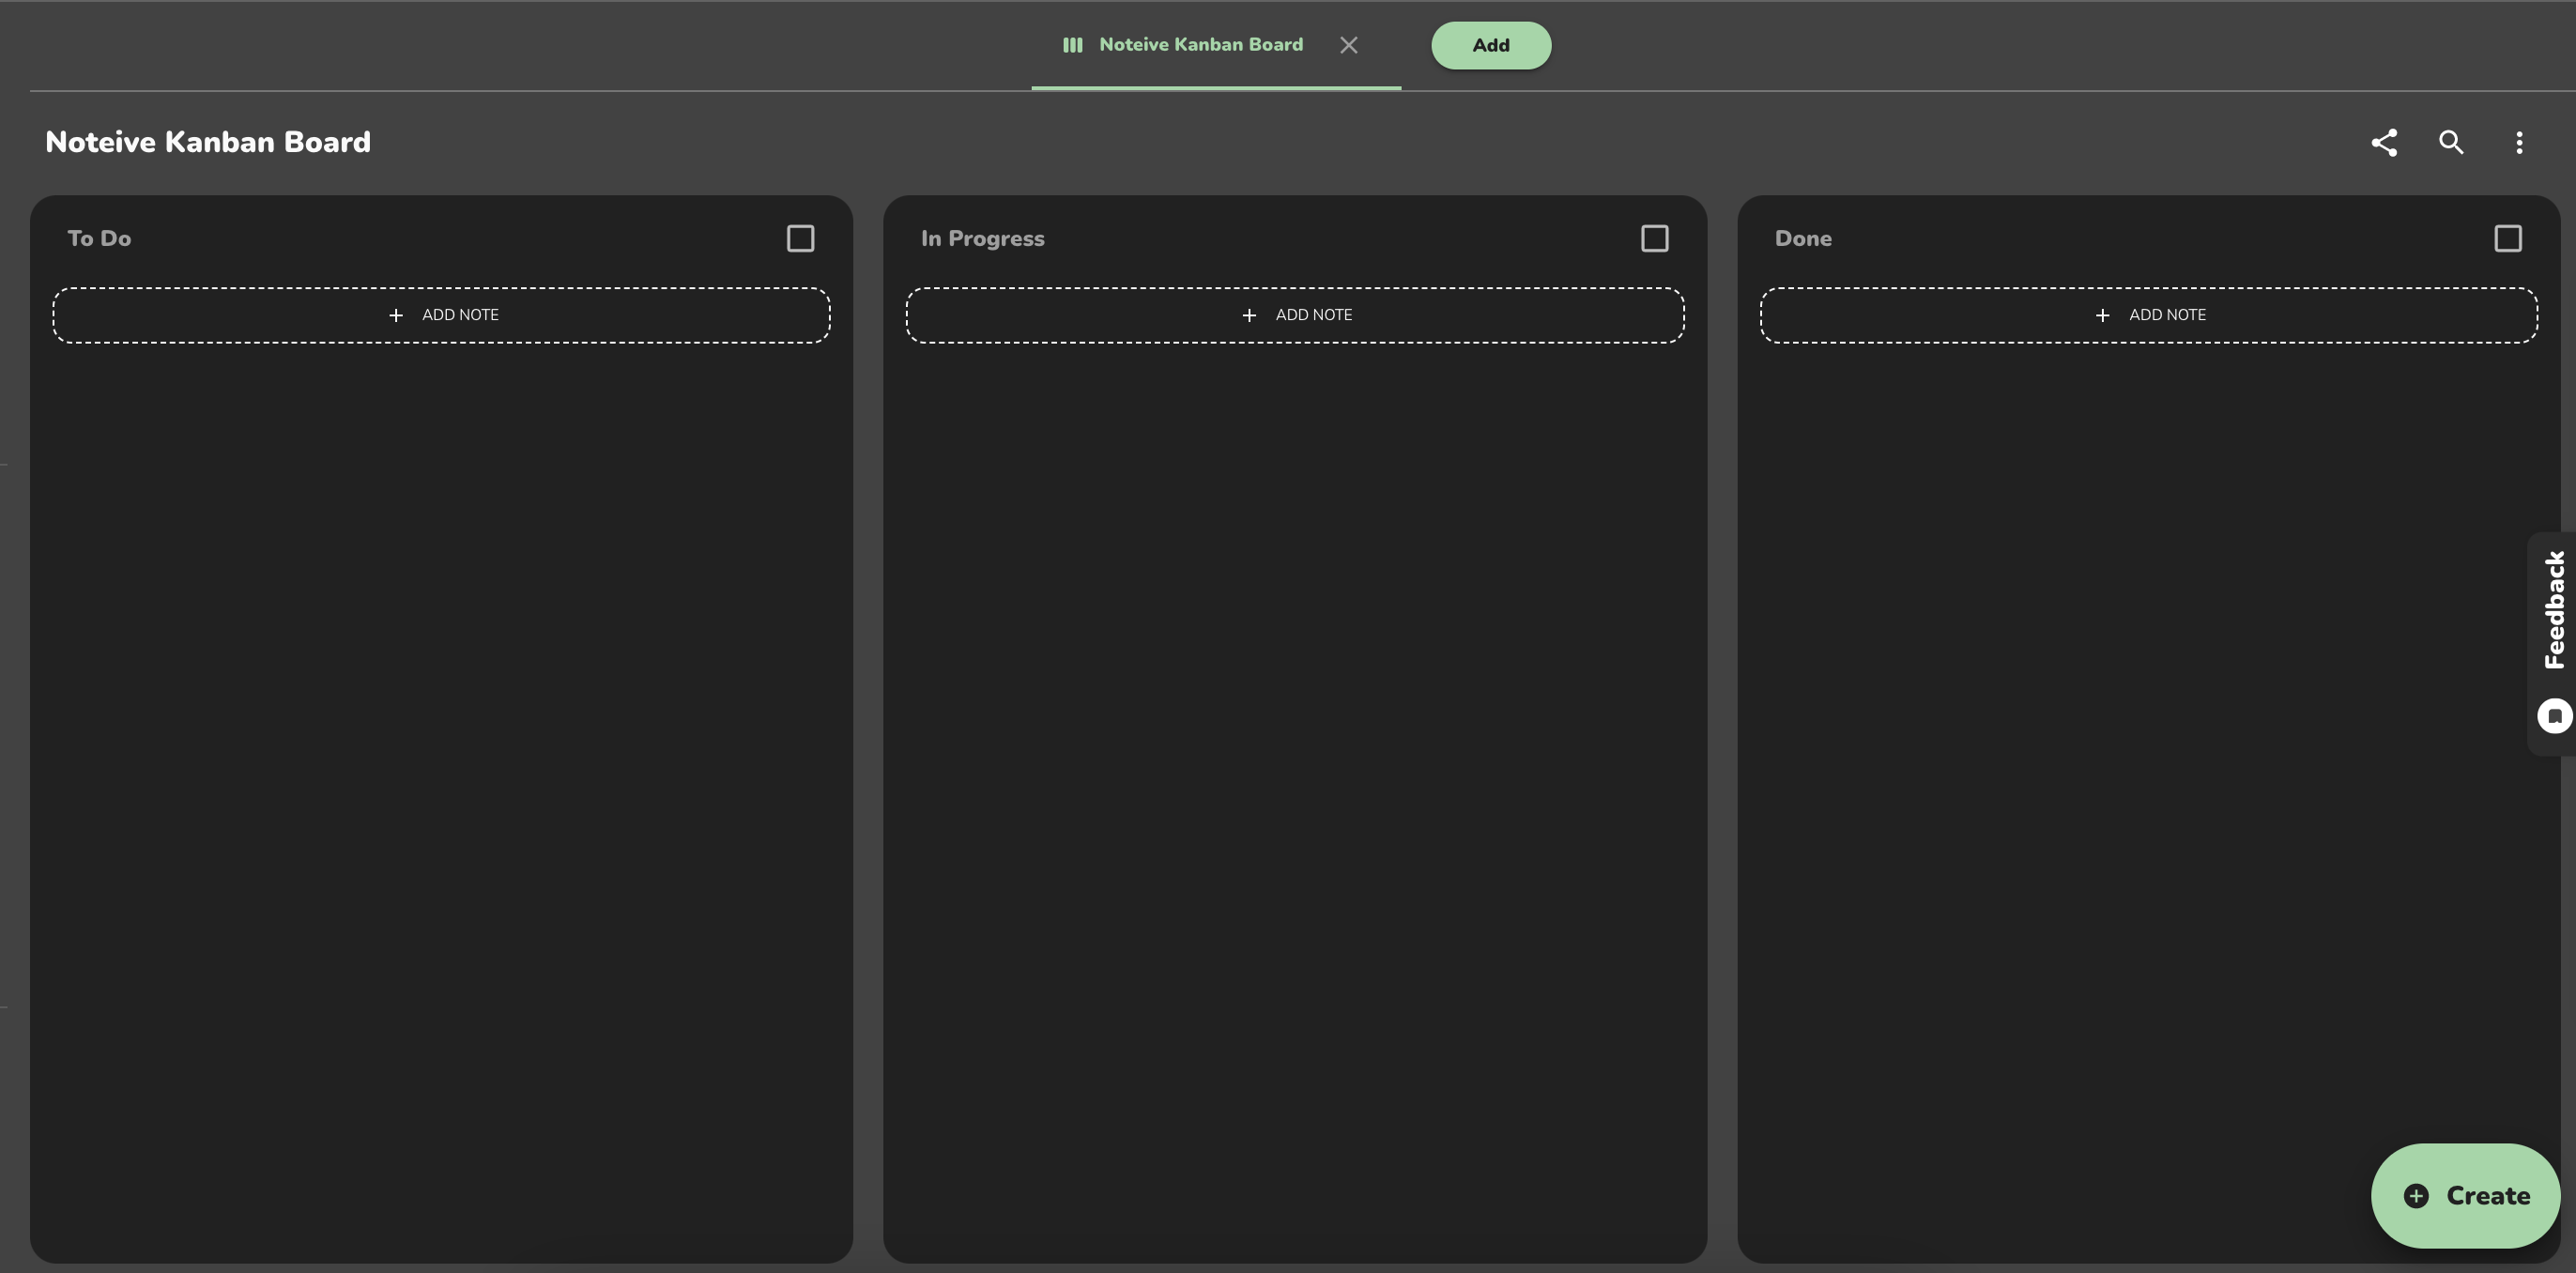 Noteive Kanban Board
Add
Noteive Kanban Board
To Do
In Progress
Done
+ ADD NOTE
+ ADD NOTE
+ ADD NOTE
Feedback
Create